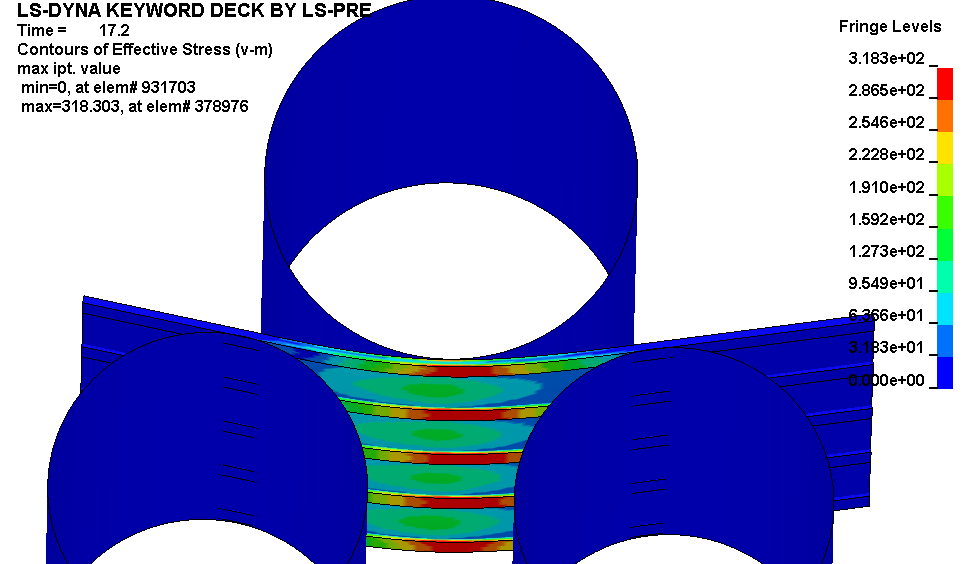 LS-DYNA KEYWORD DECK BY LS-PRE
Time = 17.2
Contours of Effective Stress (v-m)
max ipt. value
min=0, at elem# 931703
max=318.303, at elem# 378976
Fringe Levels
3.183e+02
2.865e+02
2.546e+02
2.228e+02
1.910e+02
1.592e+02
1.273e+02
9.549e+01
6.366e+01
3.183e+01
0.000e+00